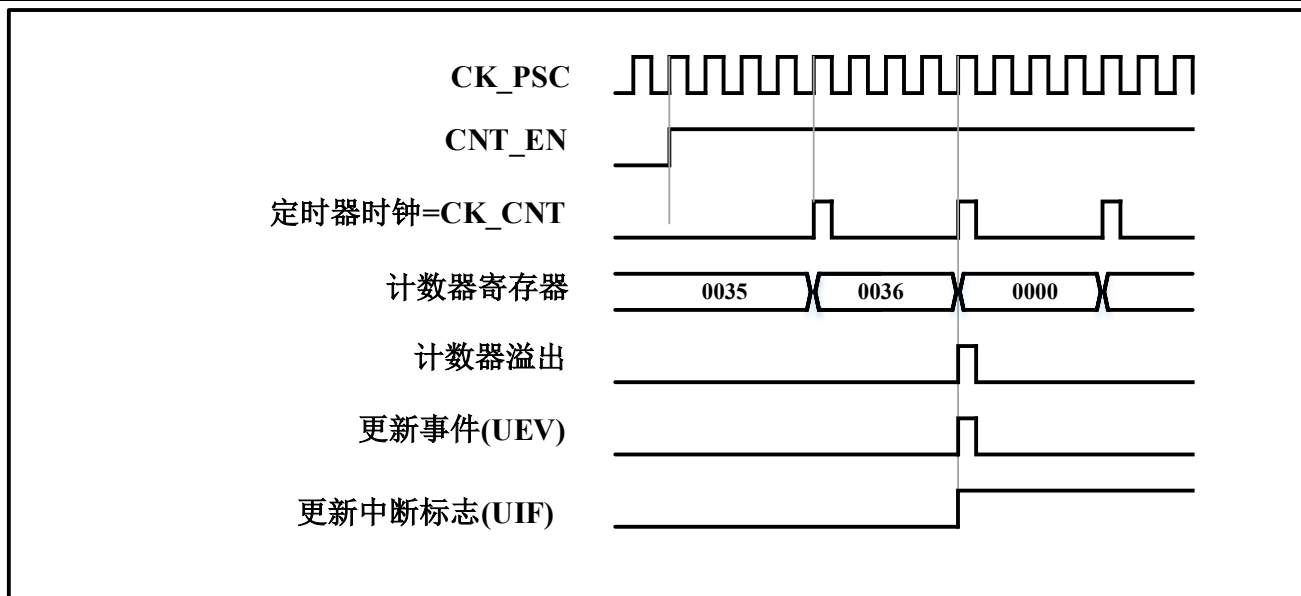 CK_PSC
CNT_EN
定时器时钟=CK_CNT
计数器寄存器 0035 0036 0000
计数器溢出
更新事件(UEV)
更新中断标志(UIF)